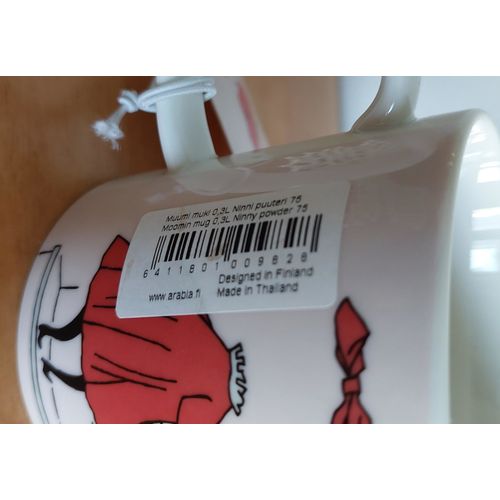 Muumi muki 0,3L Ninni puuteri 75
Moomin mug 0,3L Ninny powder 75
6 411801 009828
Designed in Finland
www.arabia.fi Made in Thailand